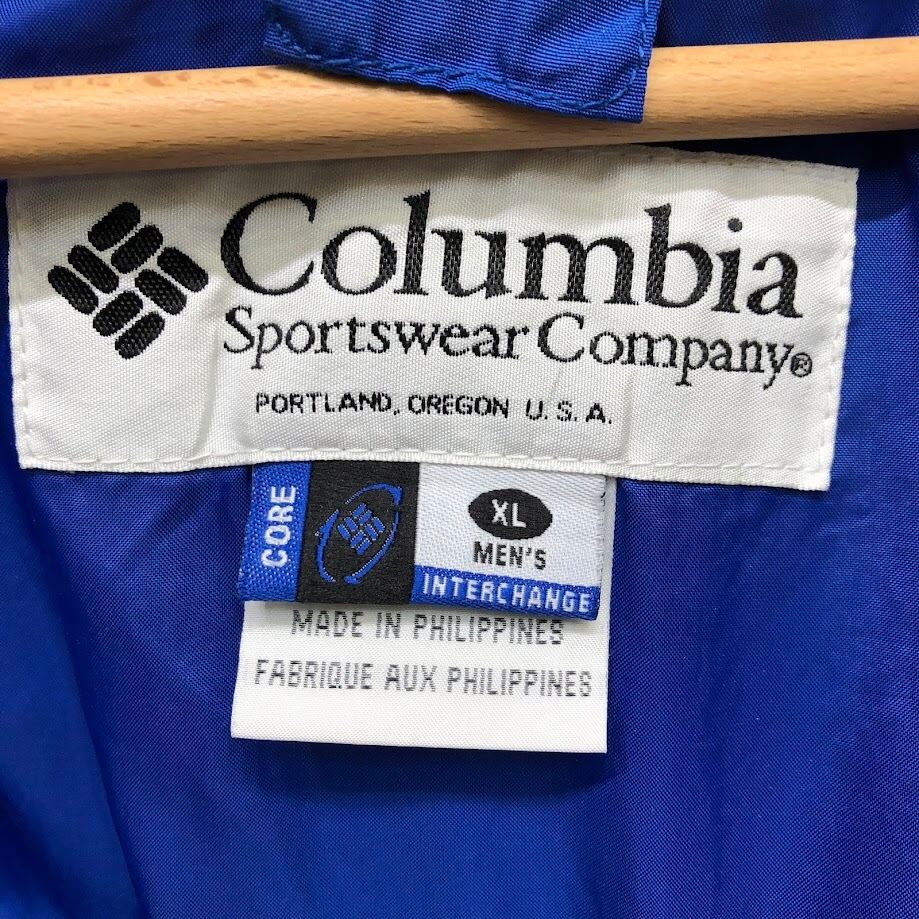 Columbia
Sportswear Company®
PORTLAND, OREGON U.S.A.
CORE
XL
MEN'S
INTERCHANGE
MADE IN PHILIPPINES
FABRIQUE AUX PHILIPPINES